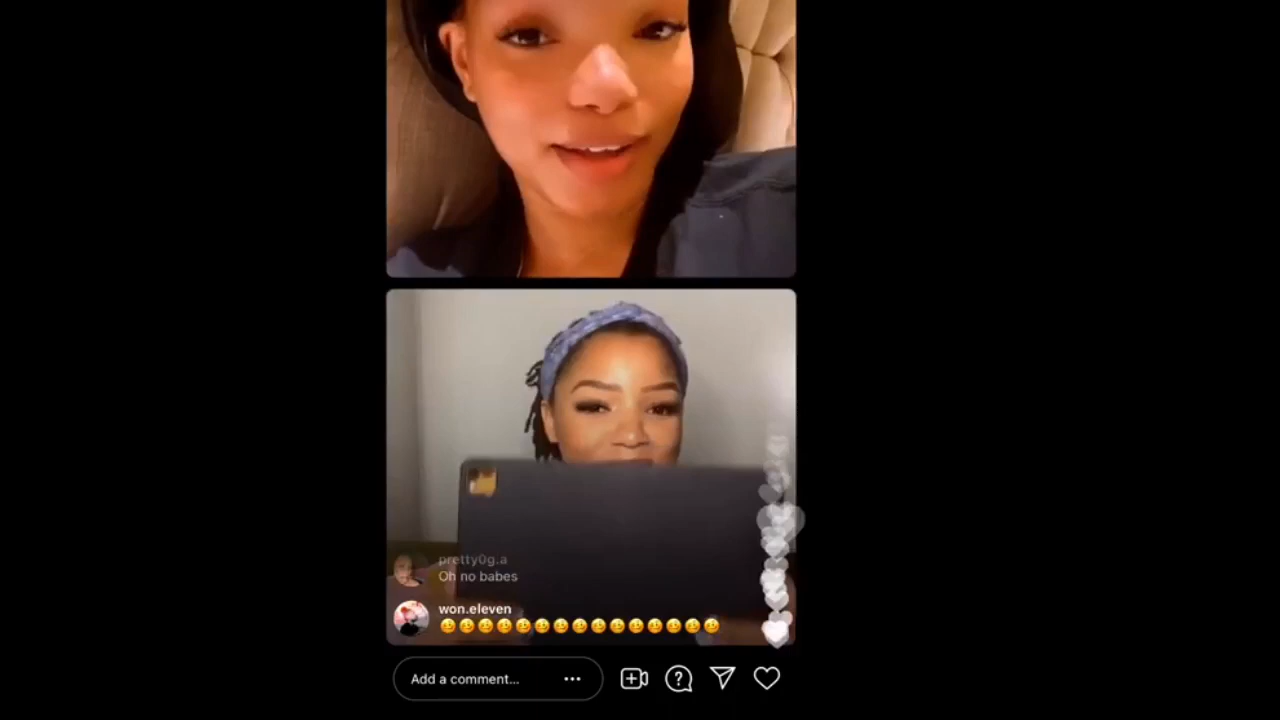 pretty0g.a
Oh no babes
won.eleven
🥴🥴🥴🥴🥴🥴🥴🥴🥴🥴🥴🥴🥴🥴🥴
Add a comment...